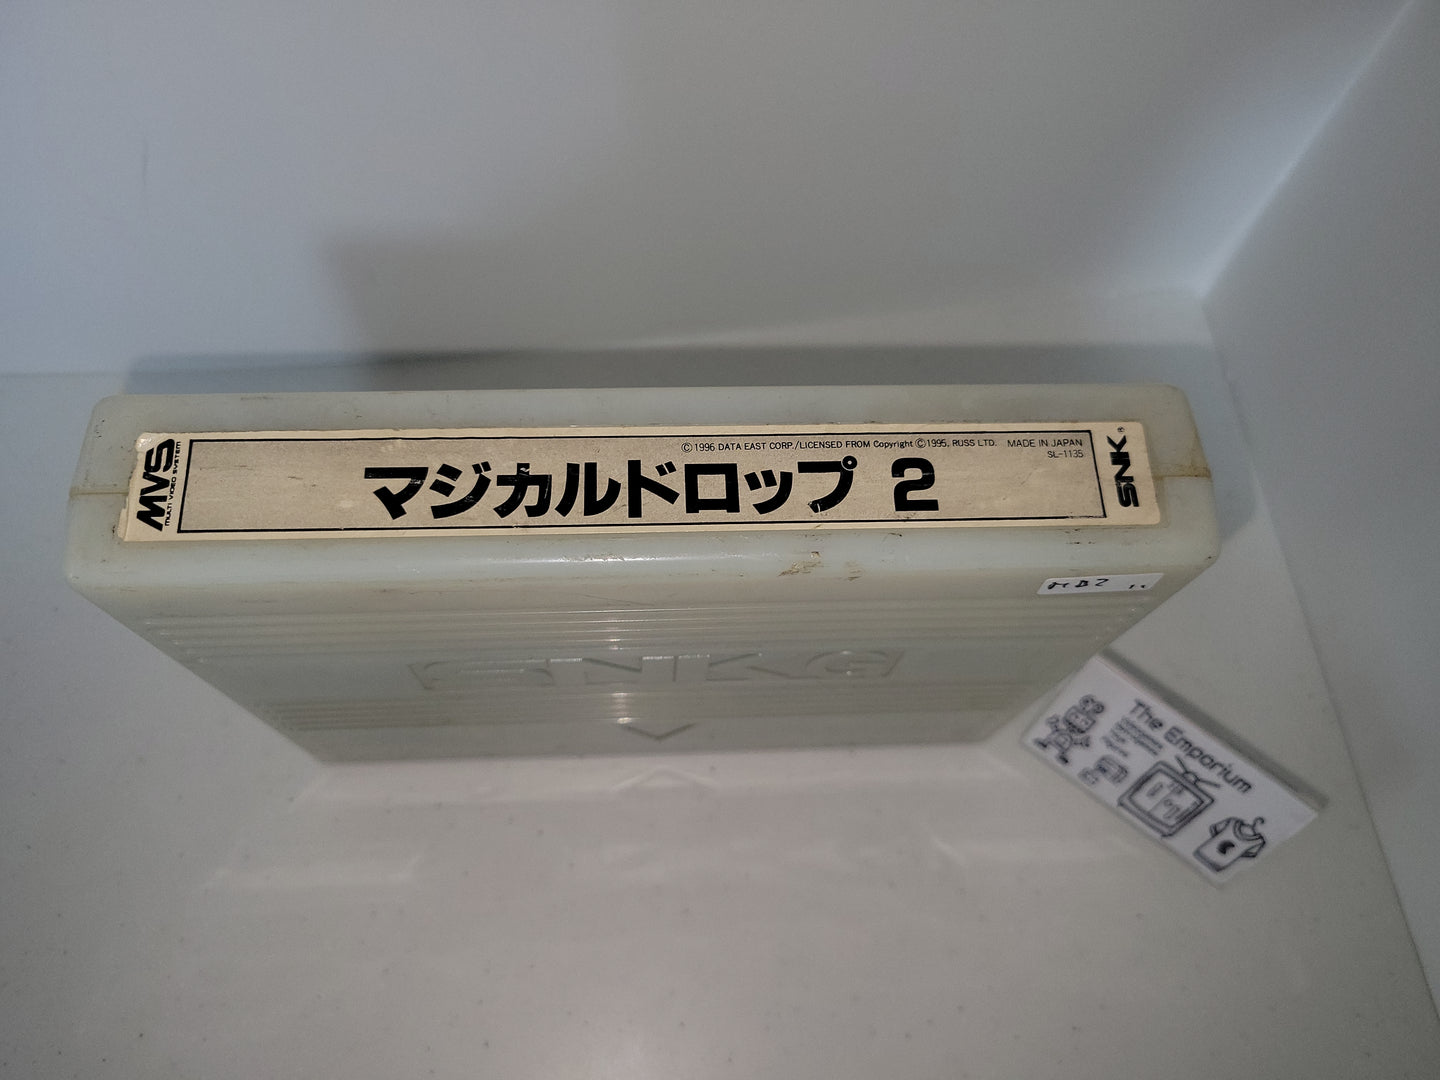 MVS
MULTI VIDEO SYSTEM
©1996 DATA EAST CORP./LICENSED FROM Copyright ©1995, RUSS LTD. MADE IN JAPAN
SL-1135
マジカルドロップ 2
SNK®
SNK
The Emporium